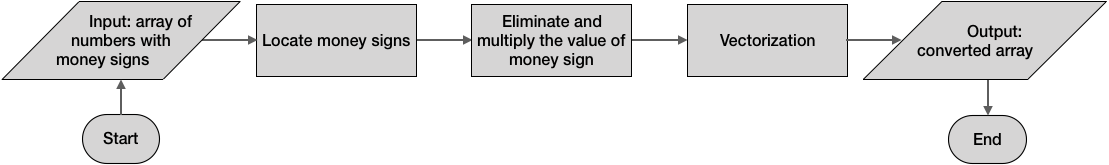 Start
Input: array of
numbers with
money signs
Locate money signs
Eliminate and
multiply the value of
money sign
Vectorization
Output:
converted array
End